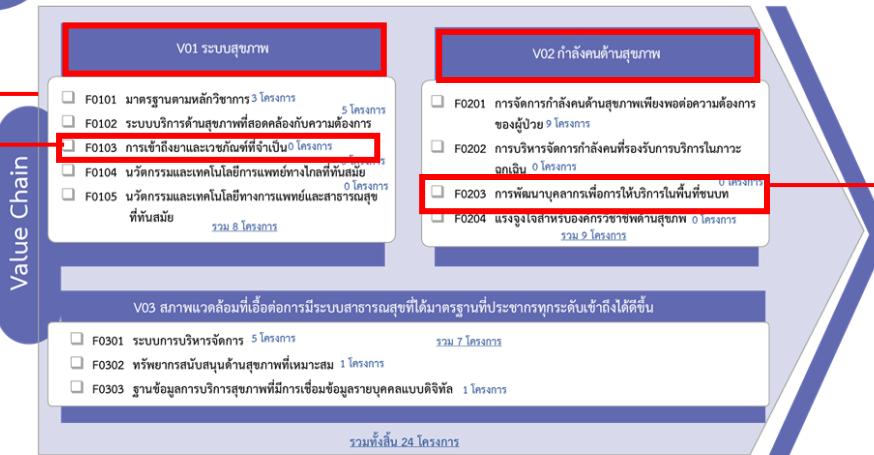 Value Chain
V01 ระบบสุขภาพ
F0101 มาตรฐานตามหลักวิชาการ 3 โครงการ
5 โครงการ
F0102 ระบบบริการด้านสุขภาพที่สอดคล้องกับความต้องการ
F0103 การเข้าถึงยาและเวชภัณฑ์ที่จำเป็น 0 โครงการ
F0104 นวัตกรรมและเทคโนโลยีการแพทย์ทางไกลที่ทันสมัย
0 โครงการ
F0105 นวัตกรรมและเทคโนโลยีทางการแพทย์และสาธารณสุข
ที่ทันสมัย
รวม 8 โครงการ
V02 กำลังคนด้านสุขภาพ
F0201 การจัดการกำลังคนด้านสุขภาพเพียงพอต่อความต้องการ
ของผู้ป่วย 9 โครงการ
F0202 การบริหารจัดการกำลังที่รองรับการบริการในภาวะ
ฉุกเฉิน 0 โครงการ
0 โครงการ
F0203 การพัฒนาบุคลากรเพื่อการให้บริการในพื้นที่ชนบท
F0204 แรงจูงใจสำหรับองค์กรวิชาชีพด้านสุขภาพ 0 โครงการ
รวม 9 โครงการ
V03 สภาพแวดล้อมที่เอื้อต่อการมีระบบสาธารณสุขที่ได้มาตรฐานที่ประชากรทุกระดับเข้าถึงได้ดีขึ้น
F0301 ระบบการบริหารจัดการ 5 โครงการ
รวม 7 โครงการ
F0302 ทรัพยากรสนับสนุนด้านสุขภาพที่เหมาะสม 1 โครงการ
F0303 ฐานข้อมูลการบริการสุขภาพที่มีการเชื่อมข้อมูลรายบุคคลแบบดิจิทัล 1 โครงการ
รวมทั้งสิ้น 24 โครงการ